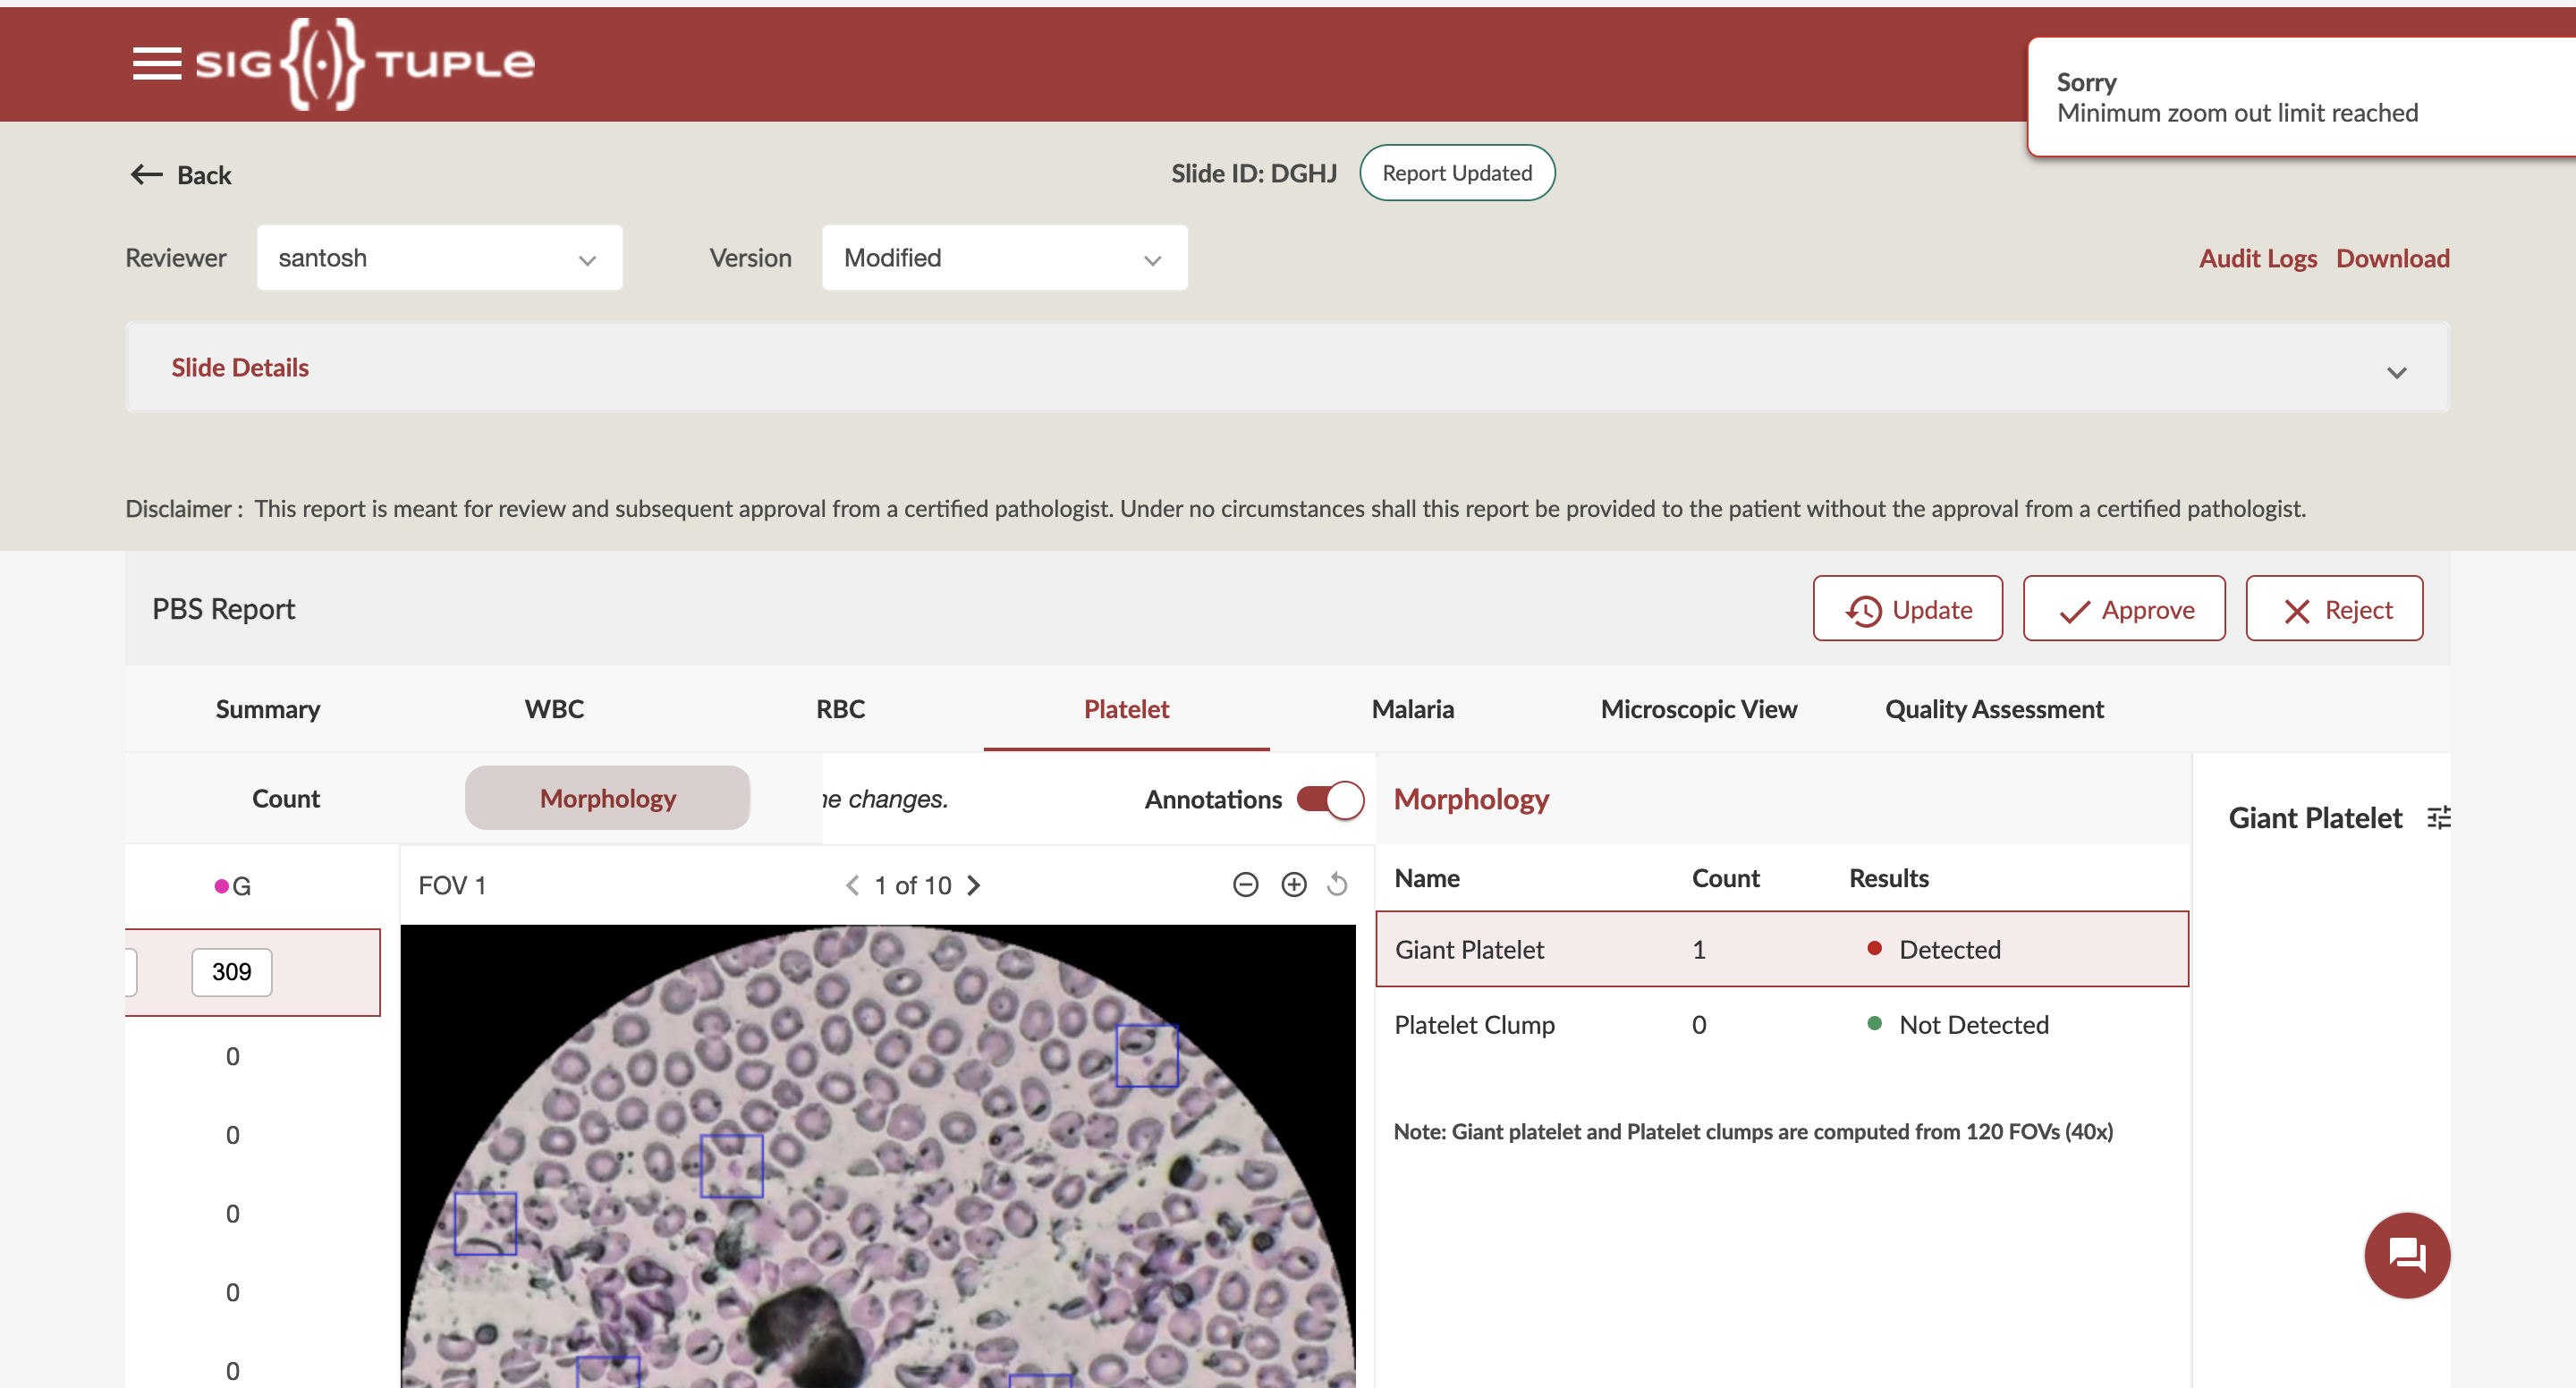 SIG TUPLE
Sorry
Minimum zoom out limit reached
Back
Slide ID: DGHJ
Report Updated
Reviewer
santosh
Version
Modified
Audit Logs
Download
Slide Details
Disclaimer : This report is meant for review and subsequent approval from a certified pathologist. Under no circumstances shall this report be provided to the patient without the approval from a certified pathologist.
PBS Report
Update
Approve
Reject
Summary
WBC
RBC
Platelet
Malaria
Microscopic View
Quality Assessment
Count
Morphology
changes.
Annotations
Morphology
Giant Platelet
G
FOV 1
1 of 10
Name
Count
Results
309
Giant Platelet
1
Detected
0
Platelet Clump
0
Not Detected
0
Note: Giant platelet and Platelet clumps are computed from 120 FOVs (40x)
0
0
0